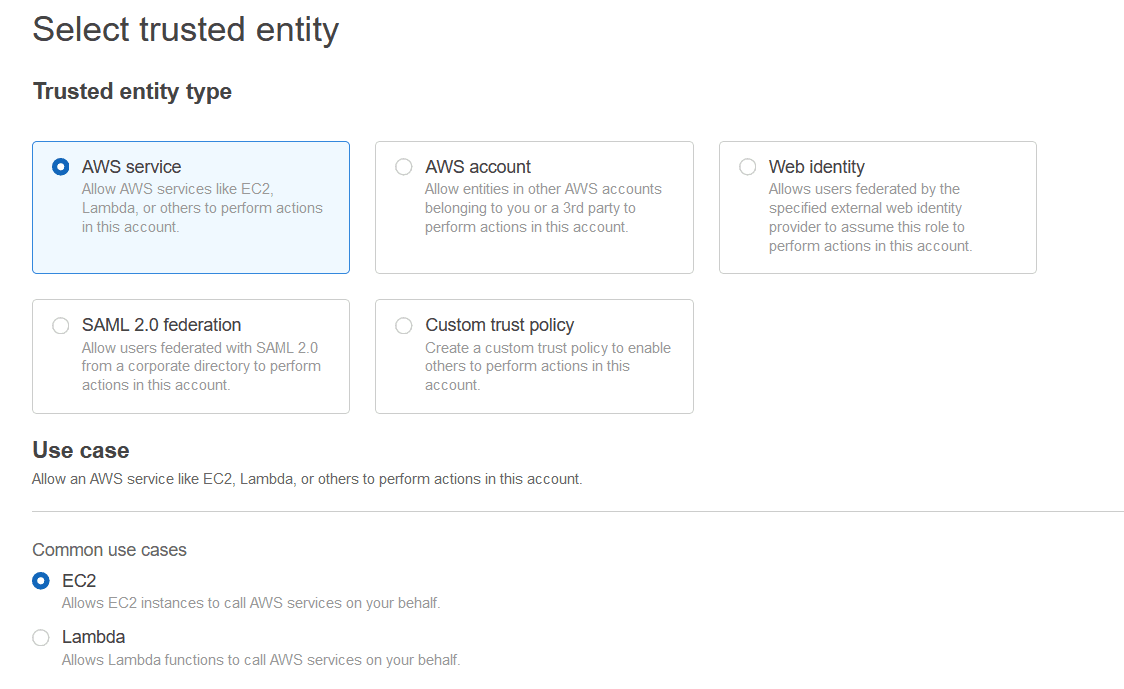 Select trusted entity
Trusted entity type
AWS service
Allow AWS services like EC2,
Lambda, or others to perform actions
in this account.
AWS account
Allow entities in other AWS accounts
belonging to you or a 3rd party to
perform actions in this account.
Web identity
Allows users federated by the
specified external web identity
provider to assume this role to
perform actions in this account.
SAML 2.0 federation
Allow users federated with SAML 2.0
from a corporate directory to perform
actions in this account.
Custom trust policy
Create a custom trust policy to enable
others to perform actions in this
account.
Use case
Allow an AWS service like EC2, Lambda, or others to perform actions in this account.
Common use cases
EC2
Allows EC2 instances to call AWS services on your behalf.
Lambda
Allows Lambda functions to call AWS services on your behalf.